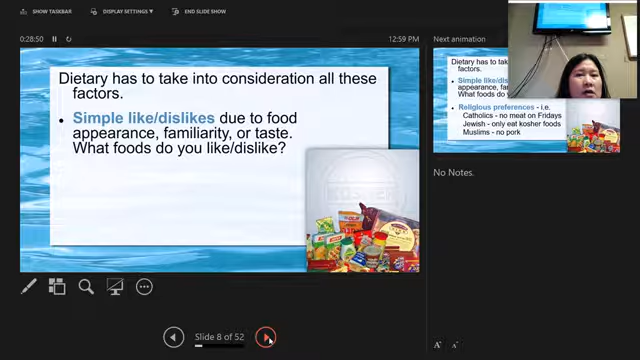 SHOW TASKBAR
DISPLAY SETTINGS ▼
END SLIDE SHOW
0:28:50
12:59 PM
Dietary has to take into consideration all these
factors.
• Simple like/dislikes due to food
appearance, familiarity, or taste.
What foods do you like/dislike?
KOSHER
Slide 8 of 52
Next animation
Dietary has to take into
factors.
Simple like/dis
appearance, fa
What foods do
• Religious preferences - i.e.
Catholics - no meat on Fridays
Jewish - only eat kosher foods
Muslims - no pork
No Notes.
A A